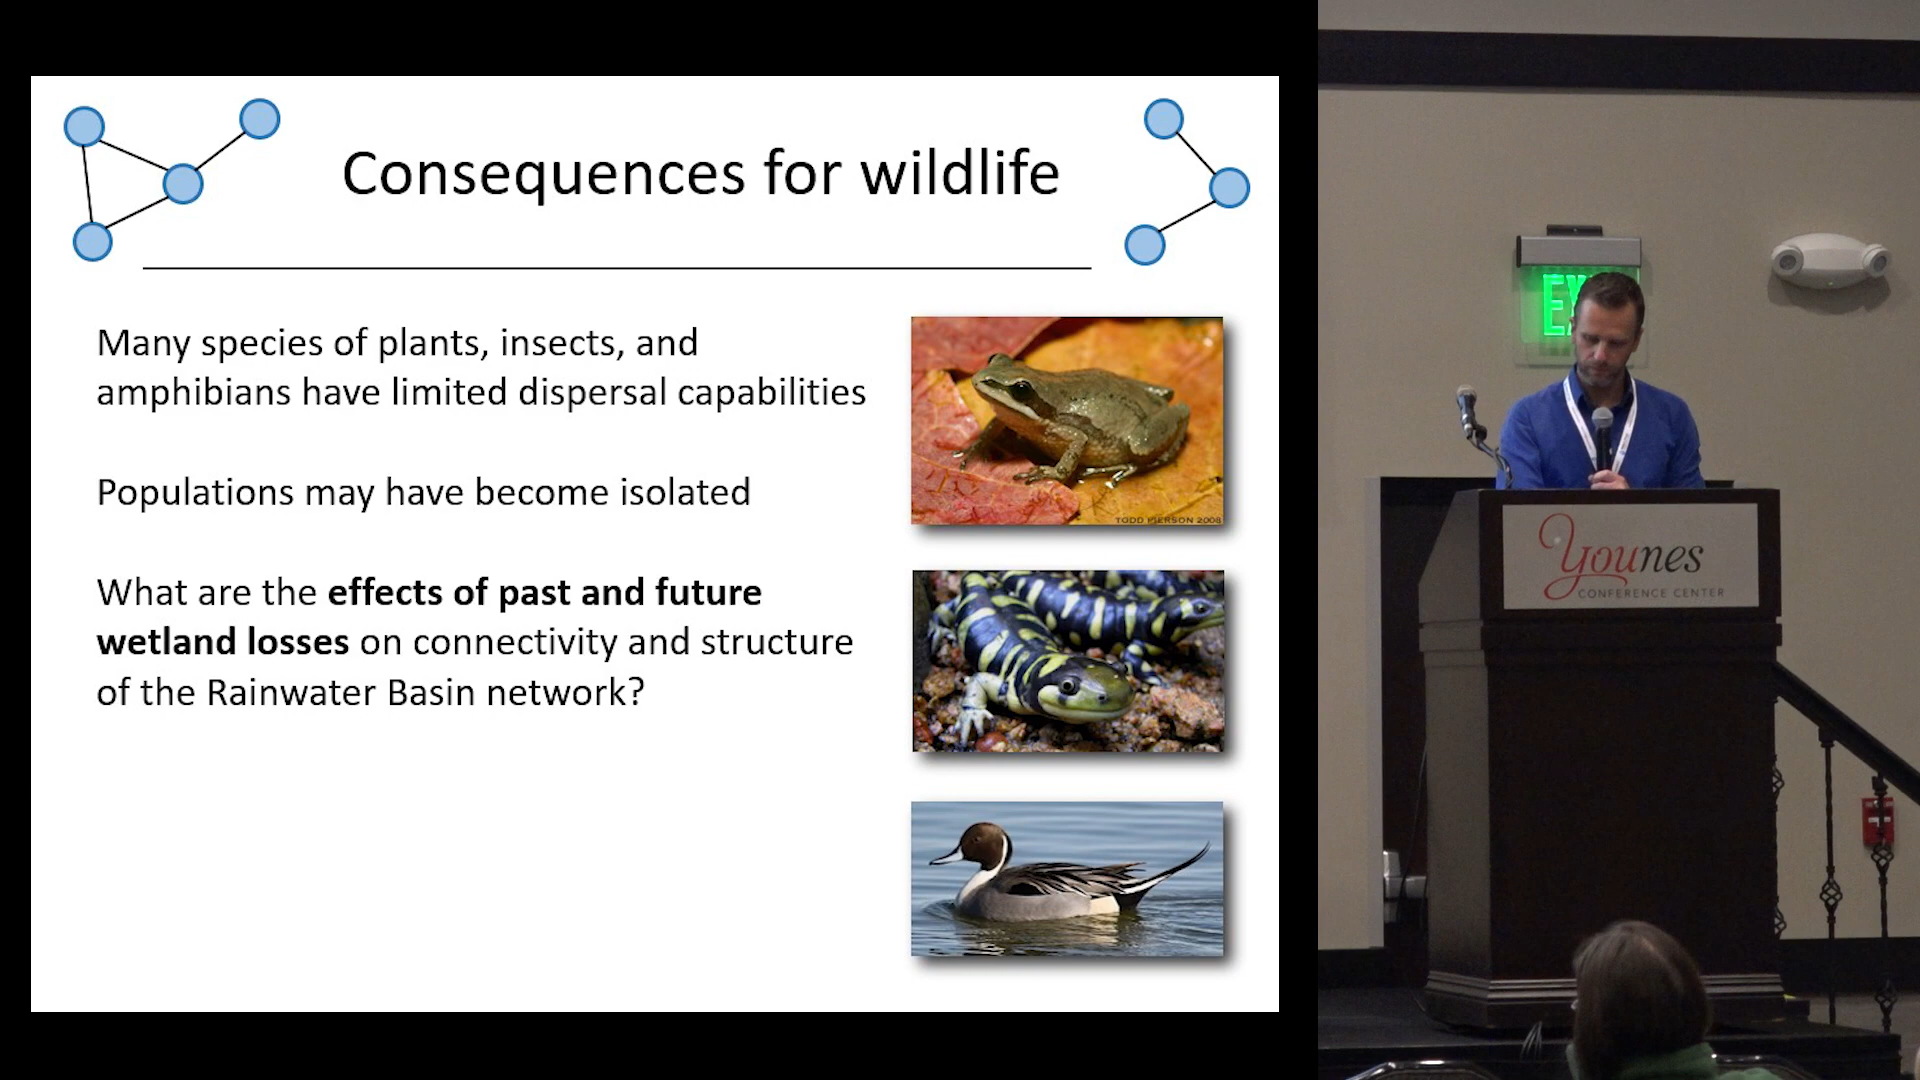 Consequences for wildlife
Many species of plants, insects, and
amphibians have limited dispersal capabilities
Populations may have become isolated
What are the effects of past and future
wetland losses on connectivity and structure
of the Rainwater Basin network?
TODD PIERSON 2008
Younes
CONFERENCE CENTER